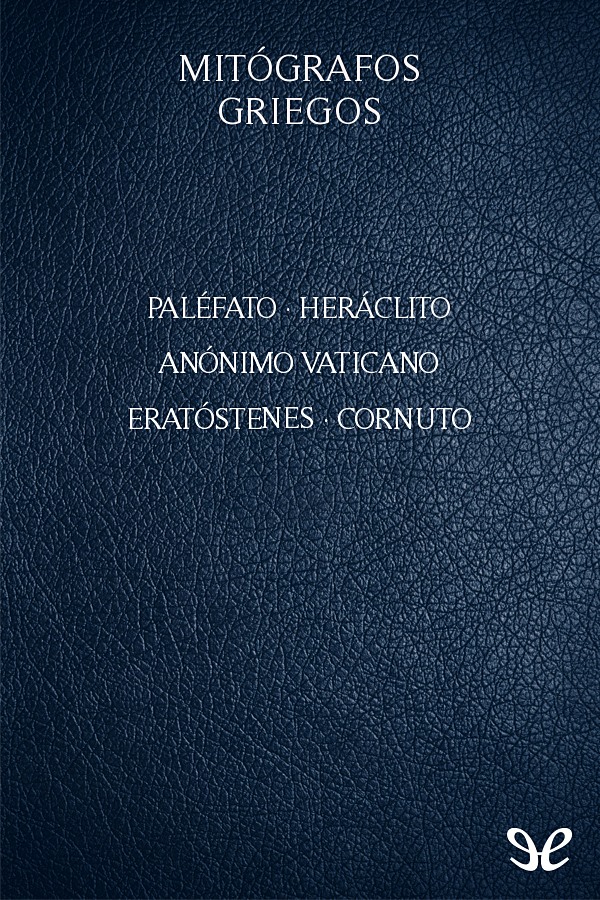 MITÓGRAFOS
GRIEGOS
PALÉFATO · HERÁCLITO
ANÓNIMO VATICANO
ERATÓSTENES · CORNUTO